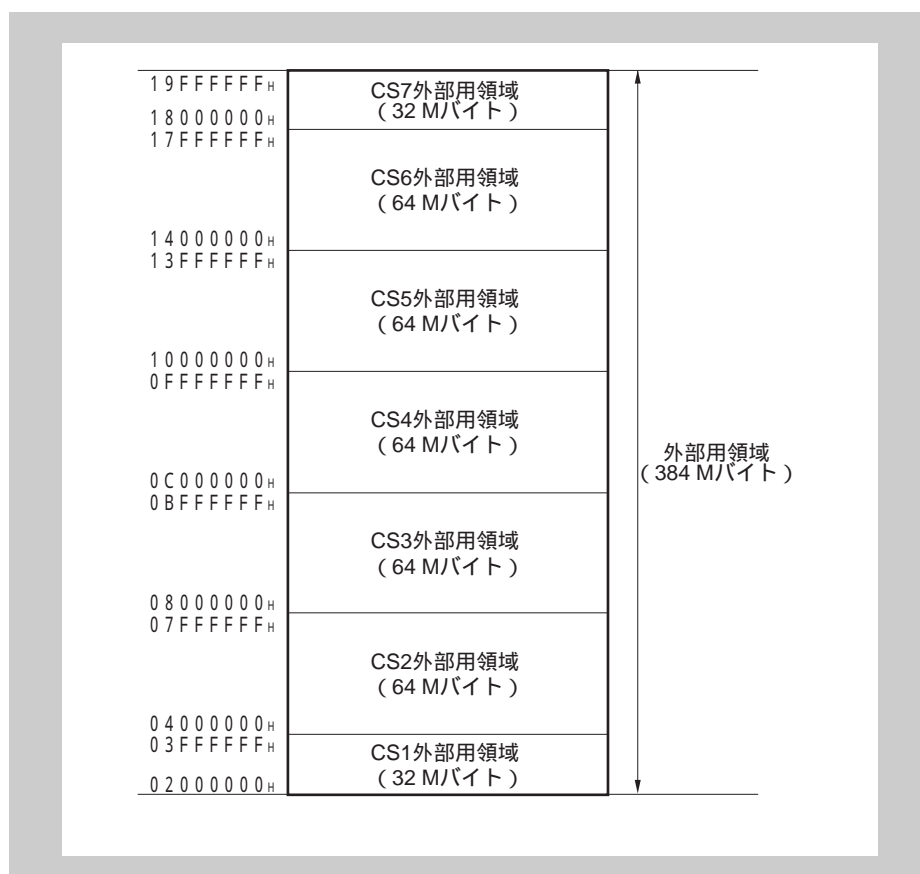 19FFFFFFH
CS7外部用領域
（32 Mバイト）
18000000H
17FFFFFFH
CS6外部用領域
（64 Mバイト）
14000000H
13FFFFFFH
CS5外部用領域
（64 Mバイト）
10000000H
0FFFFFFFH
CS4外部用領域
（64 Mバイト）
外部用領域
（384 Mバイト）
0C000000H
0BFFFFFFH
CS3外部用領域
（64 Mバイト）
08000000H
07FFFFFFH
CS2外部用領域
（64 Mバイト）
04000000H
03FFFFFFH
CS1外部用領域
（32 Mバイト）
02000000H